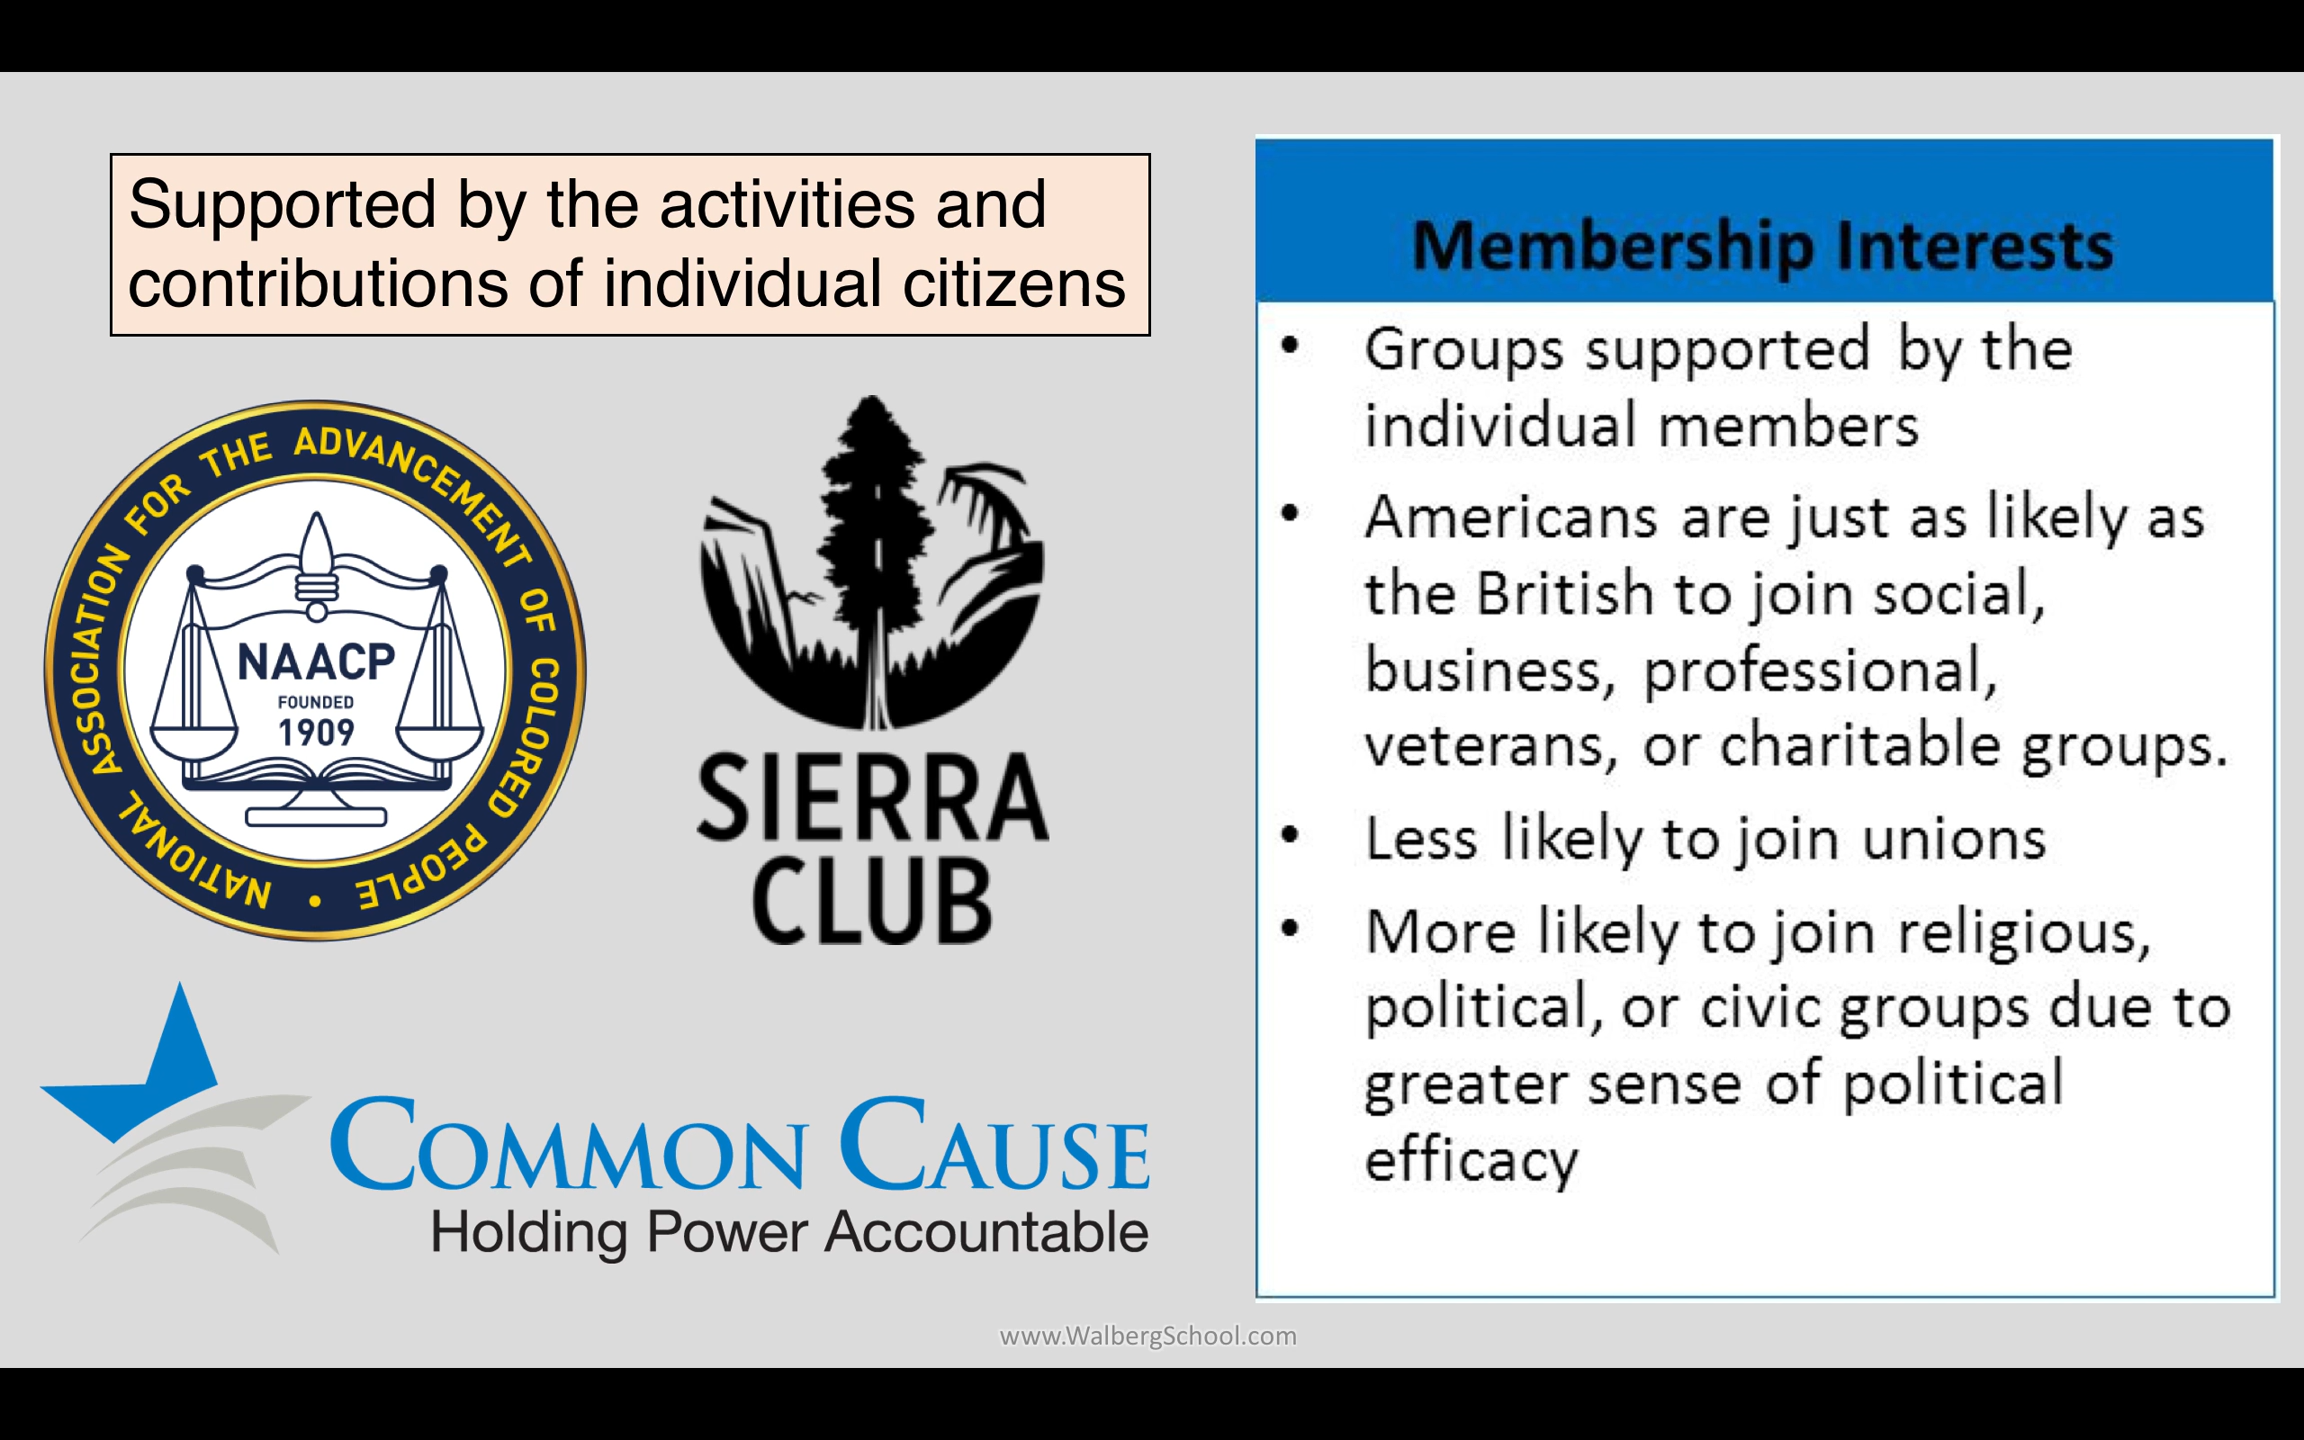 Supported by the activities and
contributions of individual citizens
NATIONAL ASSOCIATION FOR THE ADVANCEMENT OF COLORED PEOPLE •
NAACP
FOUNDED
1909
SIERRA
CLUB
COMMON CAUSE
Holding Power Accountable
Membership Interests
• Groups supported by the
individual members
• Americans are just as likely as
the British to join social,
business, professional,
veterans, or charitable groups.
• Less likely to join unions
• More likely to join religious,
political, or civic groups due to
greater sense of political
efficacy
www.WalbergSchool.com